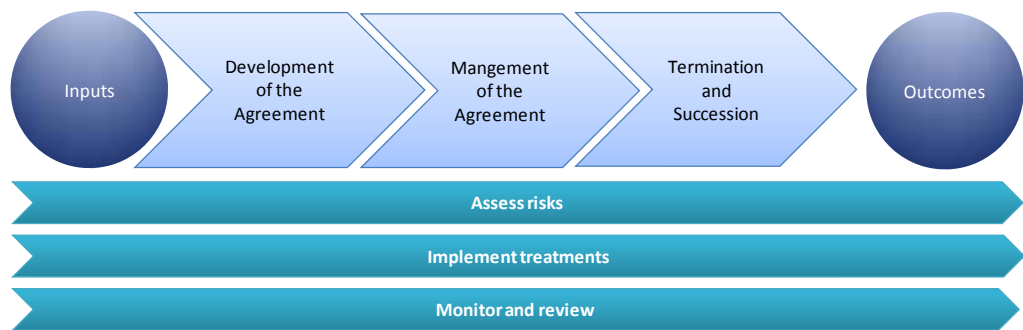 Inputs
Development
of the
Agreement
Mangement
of the
Agreement
Termination
and
Succession
Outcomes
Assess risks
Implement treatments
Monitor and review